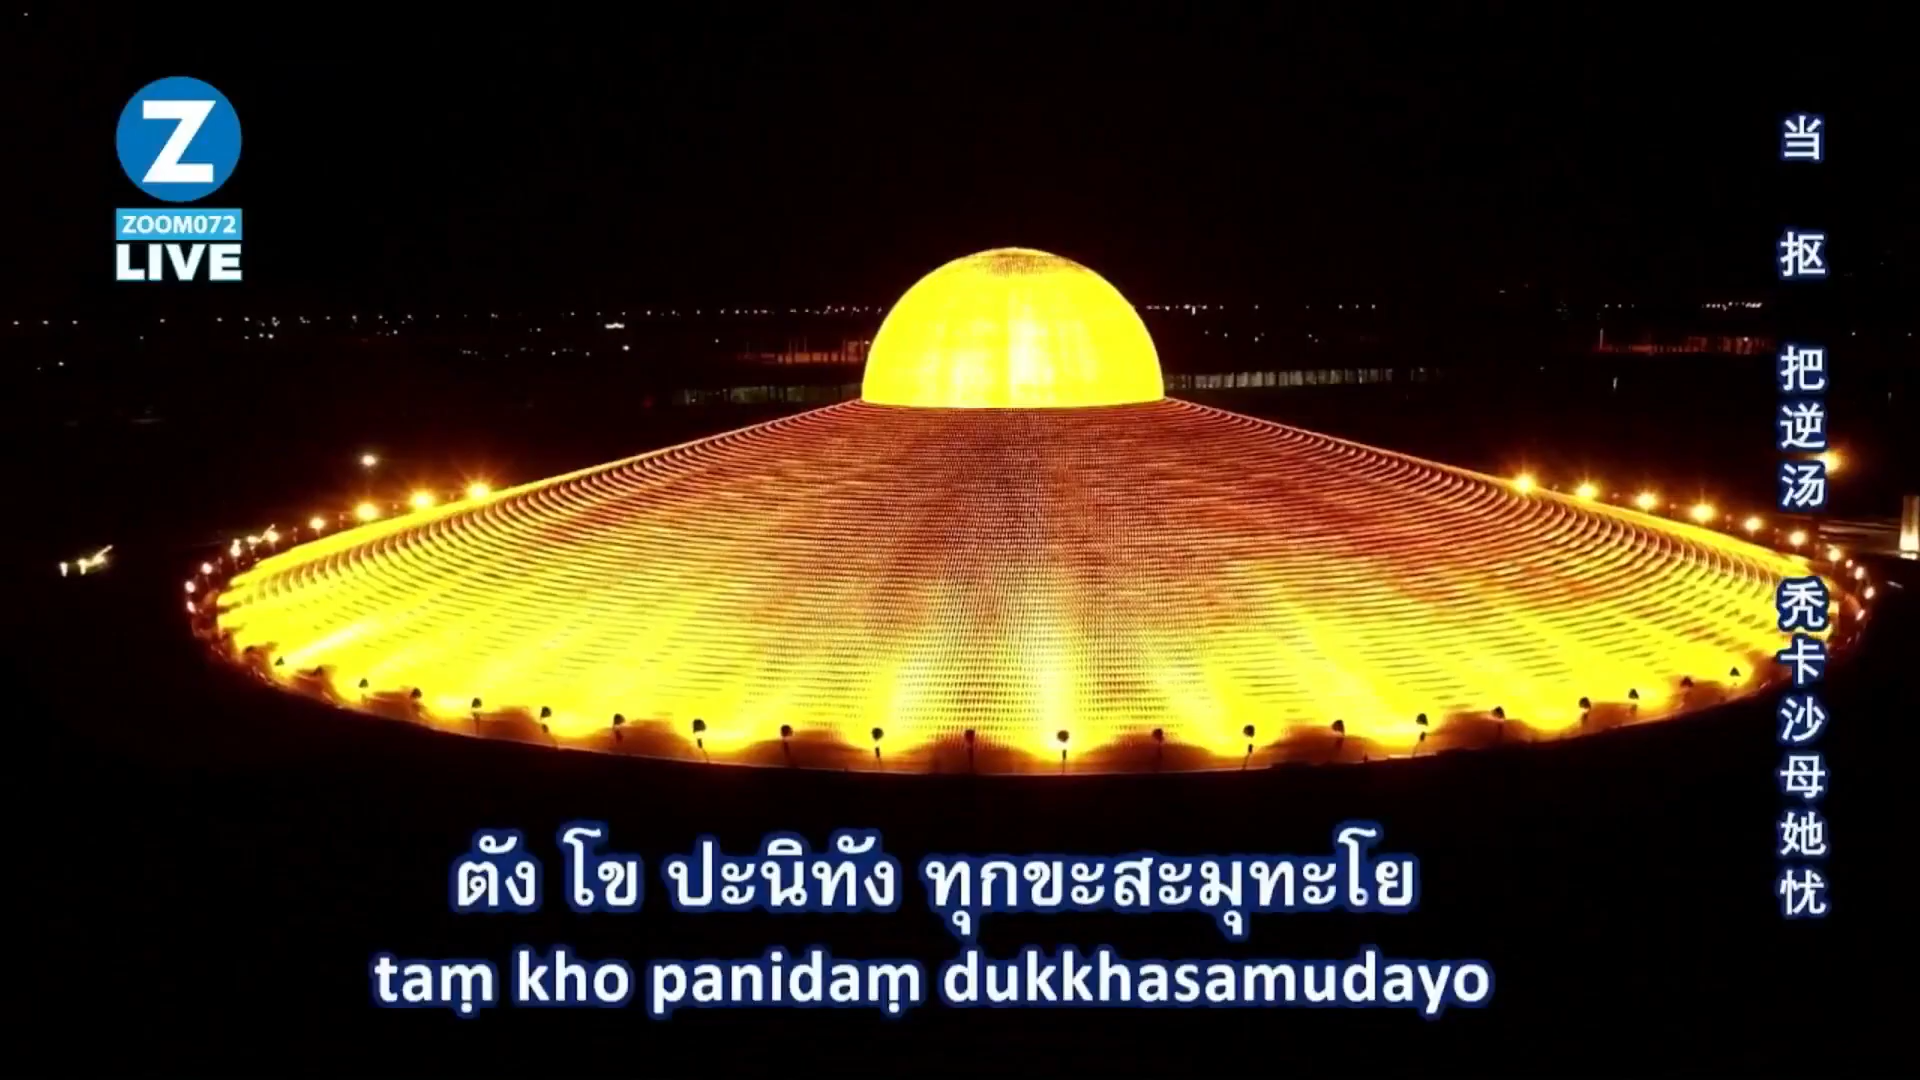 Z
ZOOM072
LIVE
当 抠 把逆汤 秃卡沙母她忧
ตัง โข ปะนิทัง ทุกขะสะมุทะโย
taṃ kho panidaṃ dukkhasamudayo